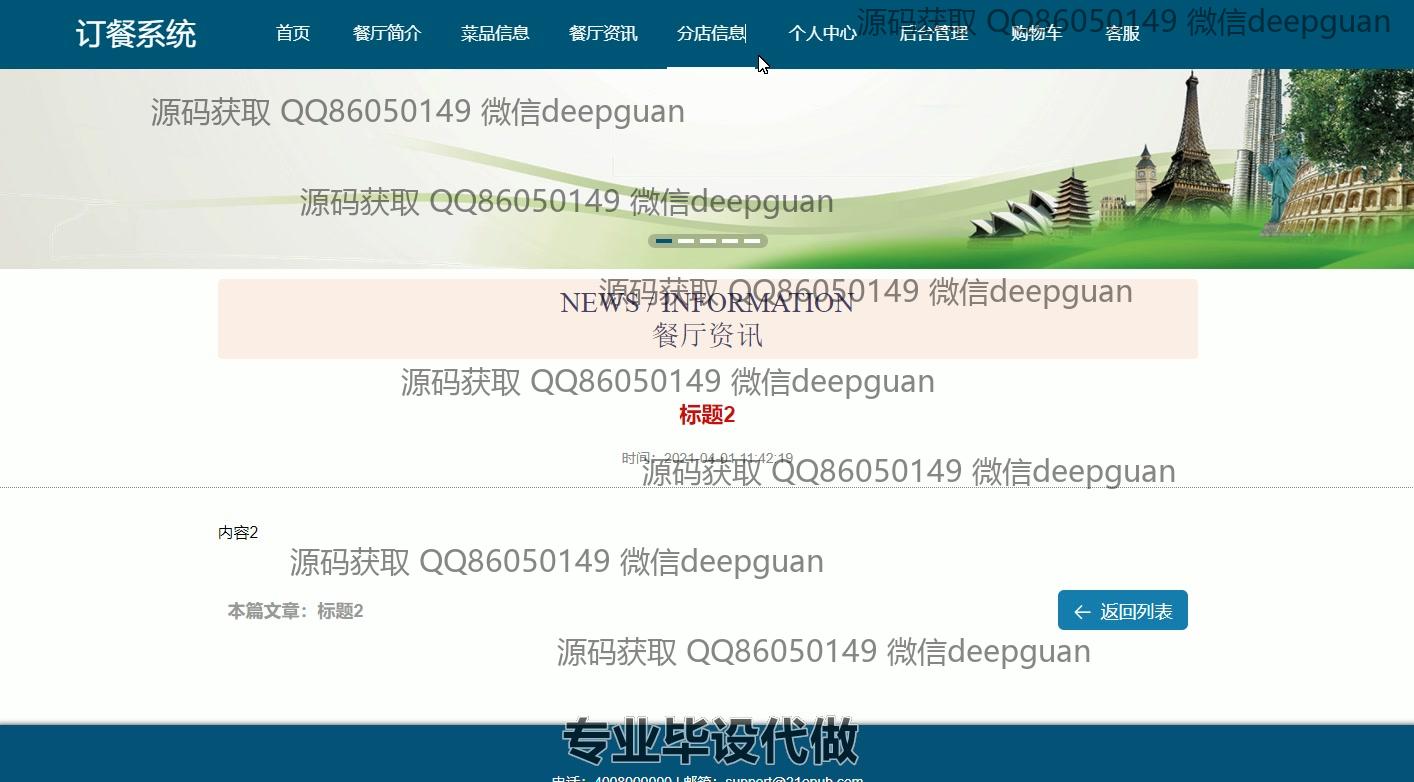 订餐系统 首页 餐厅简介 菜品信息 餐厅资讯 分店信息 个人中心 后台管理 购物车 客服
源码获取 QQ86050149 微信deepguan
源码获取 QQ86050149 微信deepguan
源码获取 QQ86050149 微信deepguan
源码获取 QQ86050149 微信deepguan
NEWS / INFORMATION
餐厅资讯
源码获取 QQ86050149 微信deepguan
标题2
时间：2021-04-01 11:42:19
源码获取 QQ86050149 微信deepguan
内容2
源码获取 QQ86050149 微信deepguan
本篇文章：标题2
← 返回列表
源码获取 QQ86050149 微信deepguan
专业毕设代做
电话：4008000000 | 邮箱：support@21epub.com